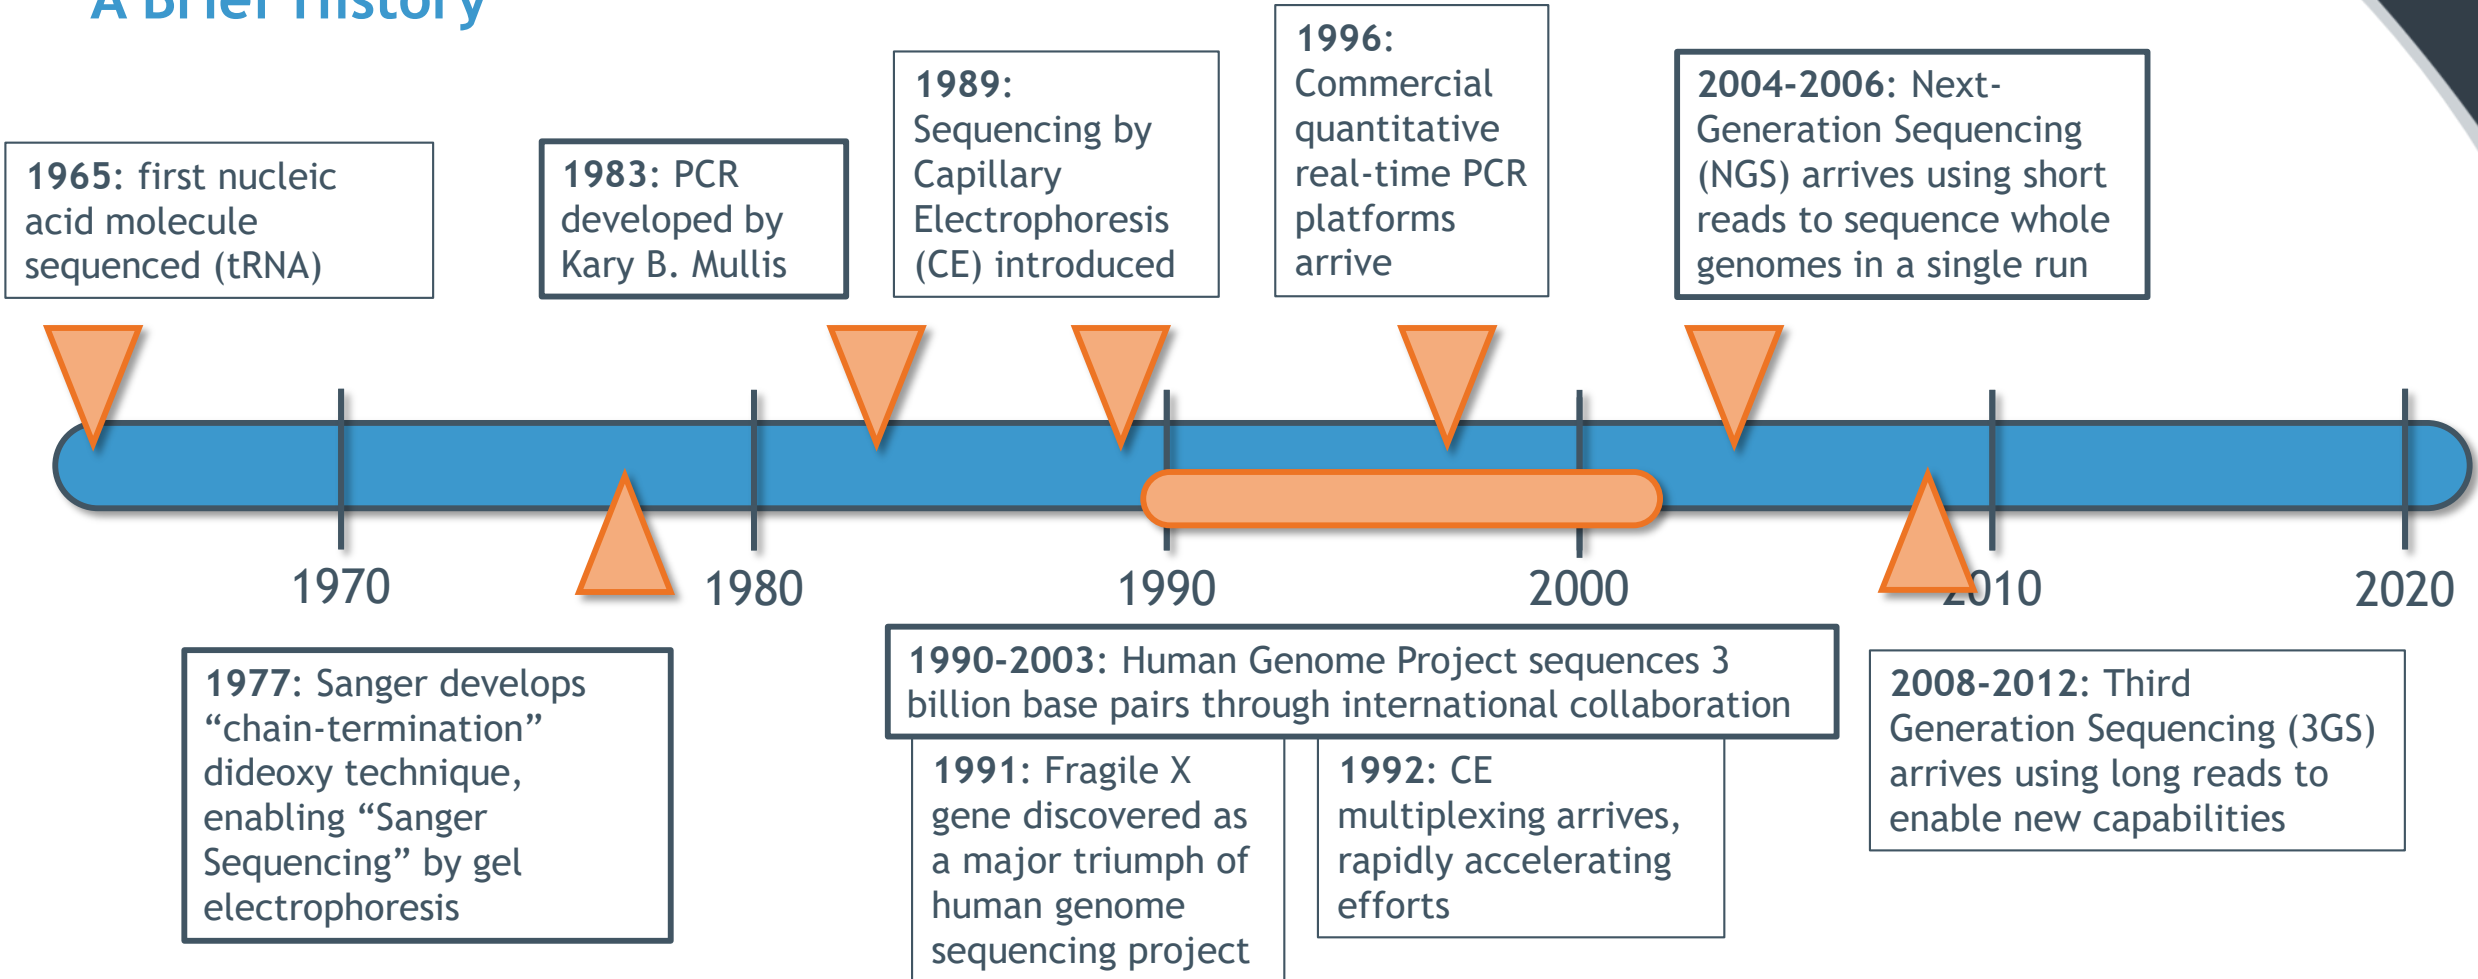 A Brief History
1965: first nucleic
acid molecule
sequenced (tRNA)
1983: PCR
developed by
Kary B. Mullis
1989:
Sequencing by
Capillary
Electrophoresis
(CE) introduced
1996:
Commercial
quantitative
real-time PCR
platforms
arrive
2004-2006: Next-
Generation Sequencing
(NGS) arrives using short
reads to sequence whole
genomes in a single run
1970
1980
1990
2000
2010
2020
1977: Sanger develops
“chain-termination”
dideoxy technique,
enabling “Sanger
Sequencing” by gel
electrophoresis
1990-2003: Human Genome Project sequences 3
billion base pairs through international collaboration
1991: Fragile X
gene discovered as
a major triumph of
human genome
sequencing project
1992: CE
multiplexing arrives,
rapidly accelerating
efforts
2008-2012: Third
Generation Sequencing (3GS)
arrives using long reads to
enable new capabilities